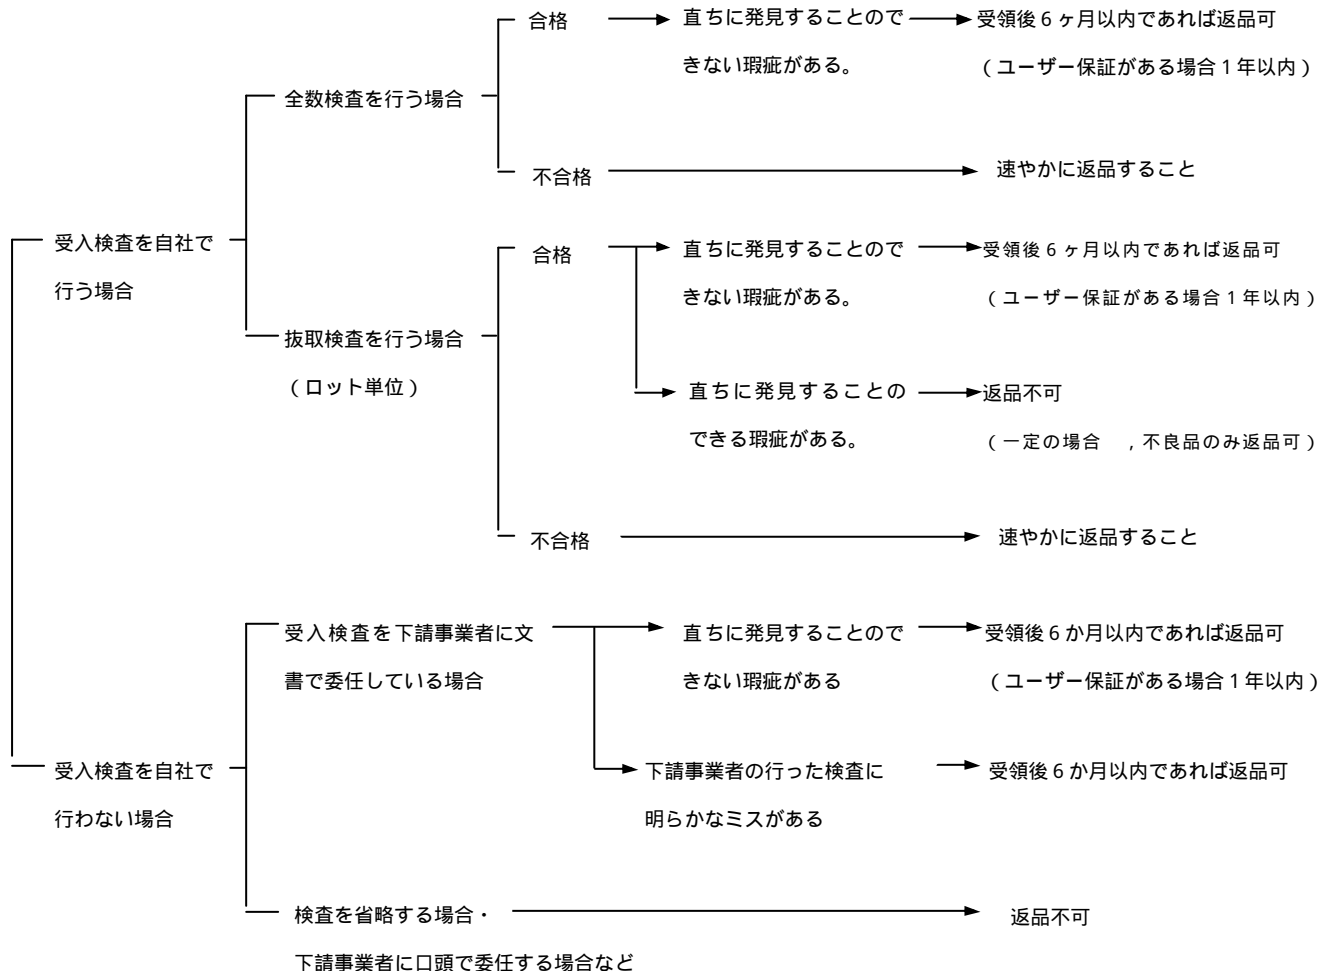 合格
直ちに発見することので
きない瑕疵がある。
受領後6ヶ月以内であれば返品可
（ユーザー保証がある場合1年以内）
全数検査を行う場合
不合格
速やかに返品すること
受入検査を自社で
行う場合
合格
直ちに発見することので
きない瑕疵がある。
受領後6ヶ月以内であれば返品可
（ユーザー保証がある場合1年以内）
抜取検査を行う場合
（ロット単位）
直ちに発見することの
できる瑕疵がある。
返品不可
（一定の場合　，不良品のみ返品可）
不合格
速やかに返品すること
受入検査を下請事業者に文
書で委任している場合
直ちに発見することので
きない瑕疵がある
受領後6か月以内であれば返品可
（ユーザー保証がある場合1年以内）
受入検査を自社で
行わない場合
下請事業者の行った検査に
明らかなミスがある
受領後6か月以内であれば返品可
検査を省略する場合・
下請事業者に口頭で委任する場合など
返品不可